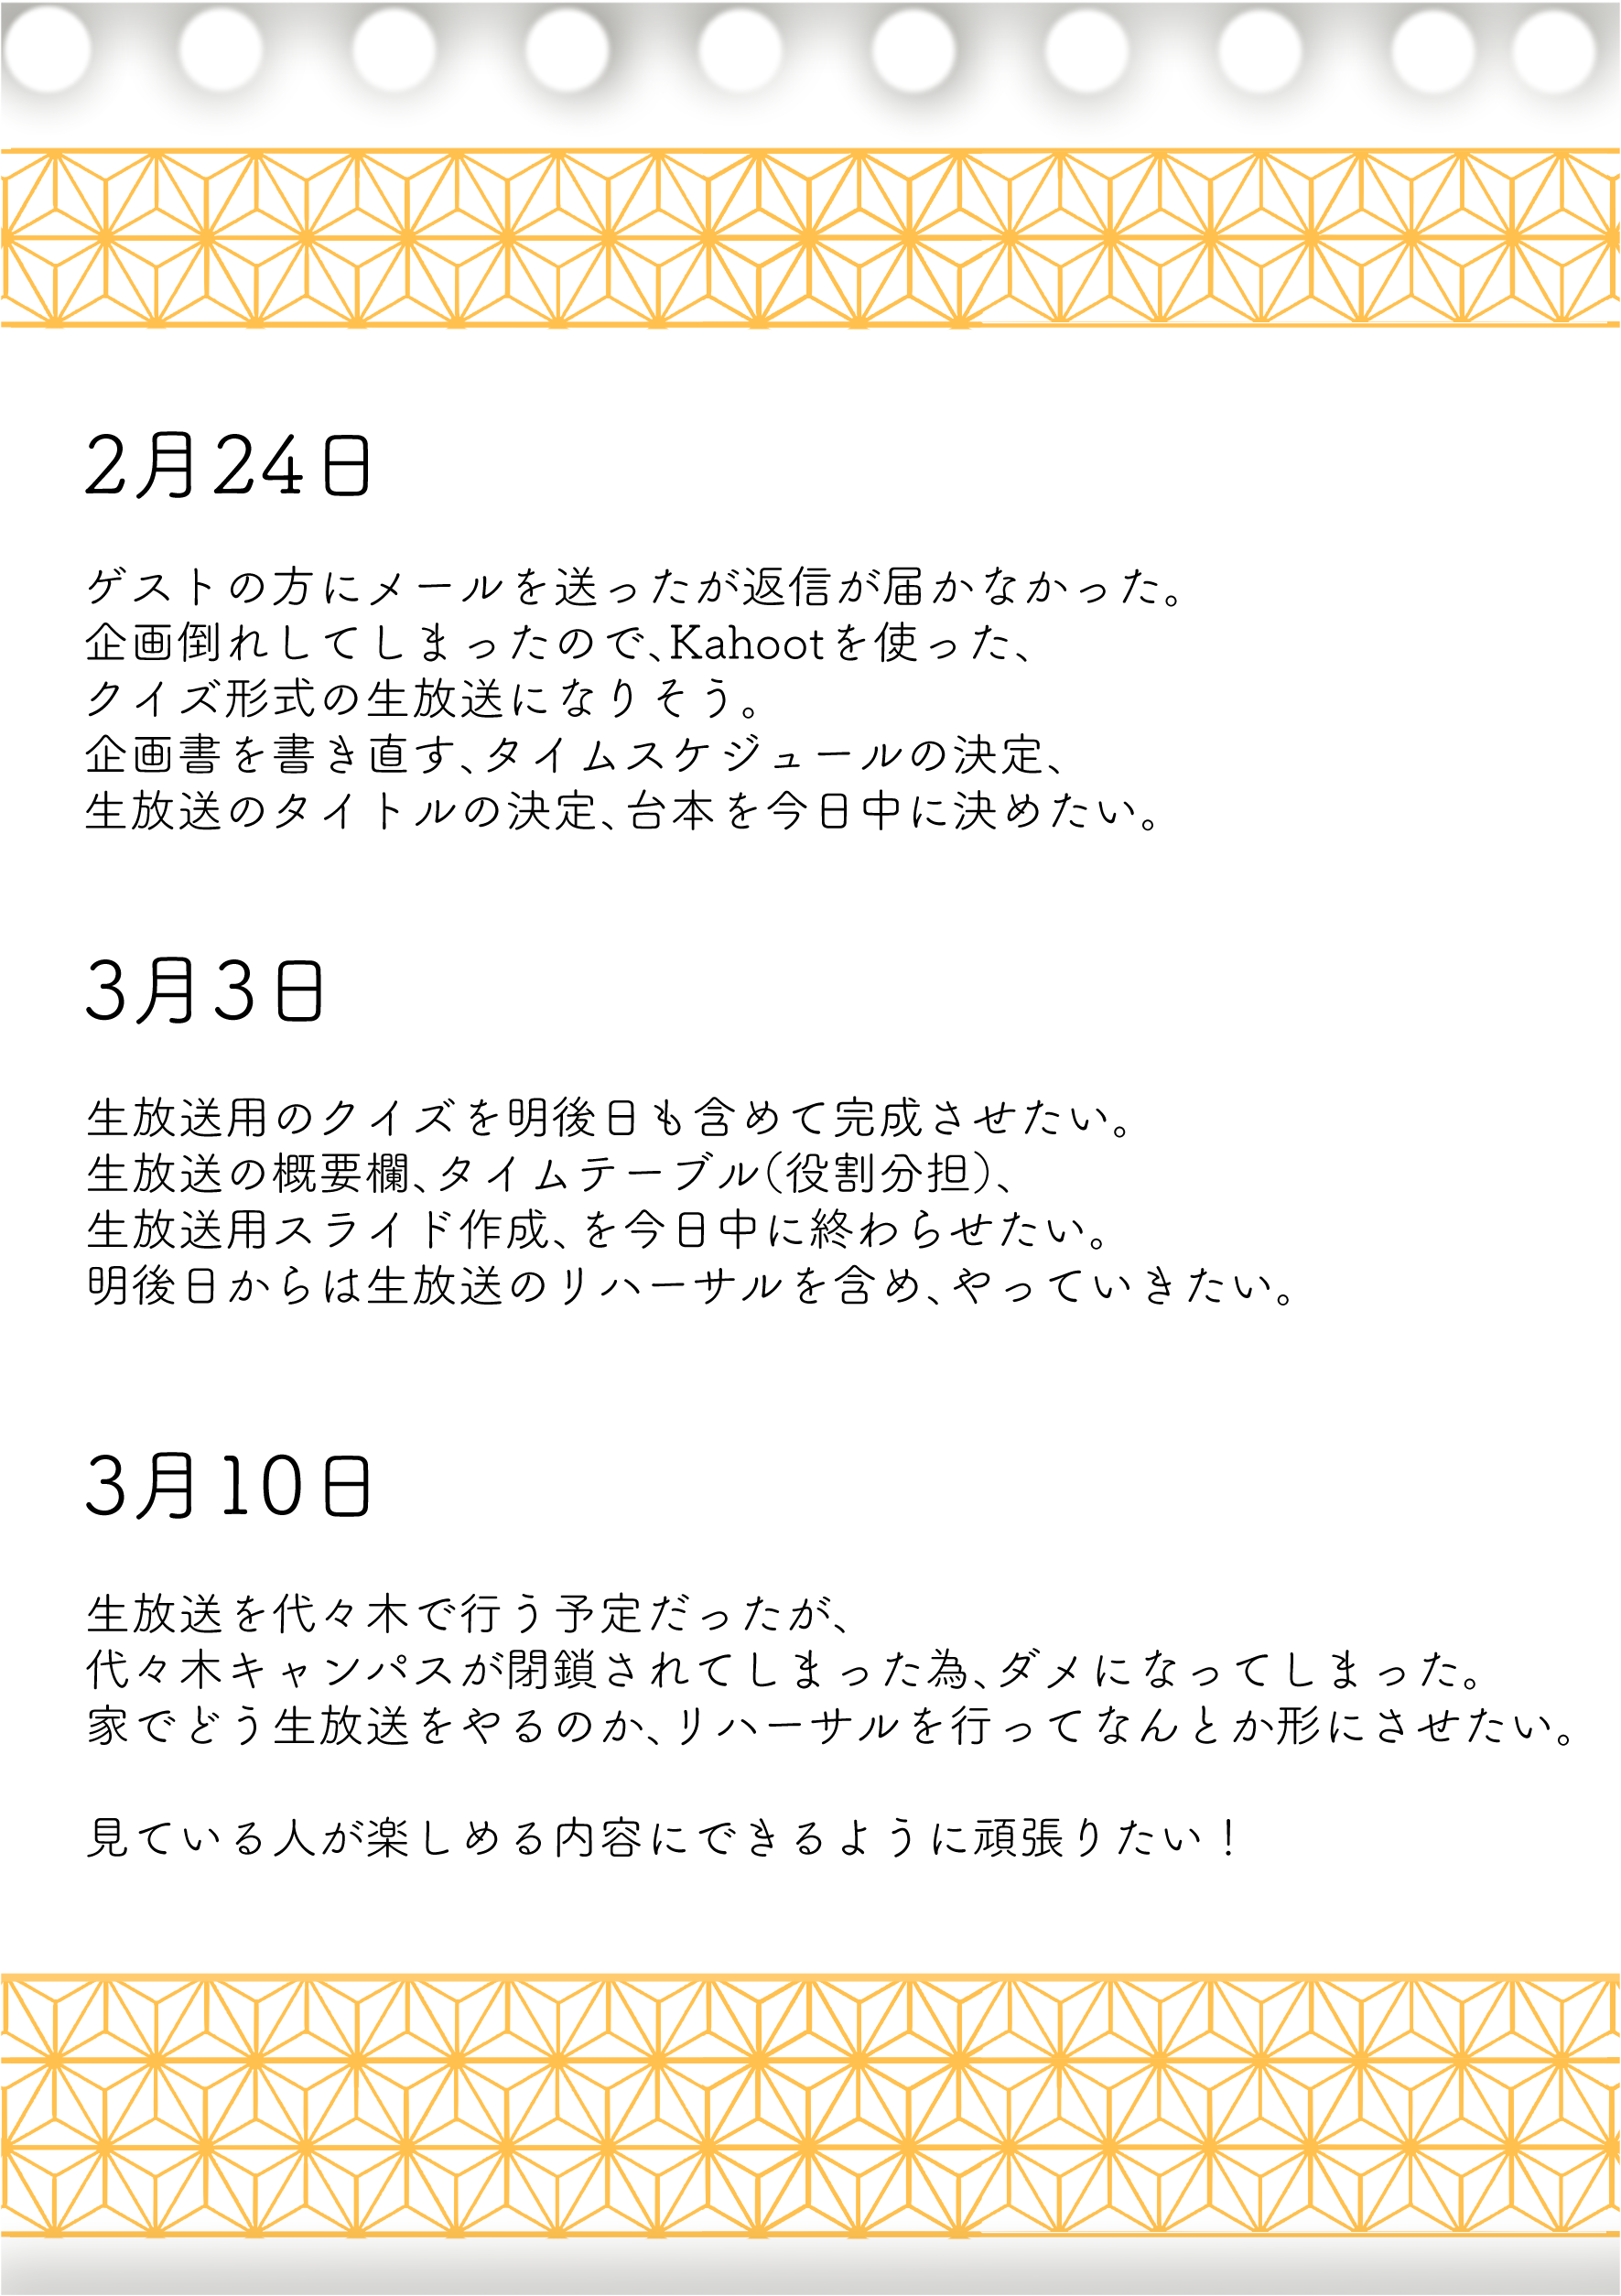 2月24日
ゲストの方にメールを送ったが返信が届かなかった。
企画倒れしてしまったので、Kahootを使った、
クイズ形式の生放送になりそう。
企画書を書き直す、タイムスケジュールの決定、
生放送のタイトルの決定、台本を今日中に決めたい。
3月3日
生放送用のクイズを明後日も含めて完成させたい。
生放送の概要欄、タイムテーブル(役割分担)、
生放送用スライド作成、を今日中に終わらせたい。
明後日からは生放送のリハーサルを含め、やっていきたい。
3月10日
生放送を代々木で行う予定だったが、
代々木キャンパスが閉鎖されてしまった為、ダメになってしまった。
家でどう生放送をやるのか、リハーサルを行ってなんとか形にさせたい。
見ている人が楽しめる内容にできるように頑張りたい！